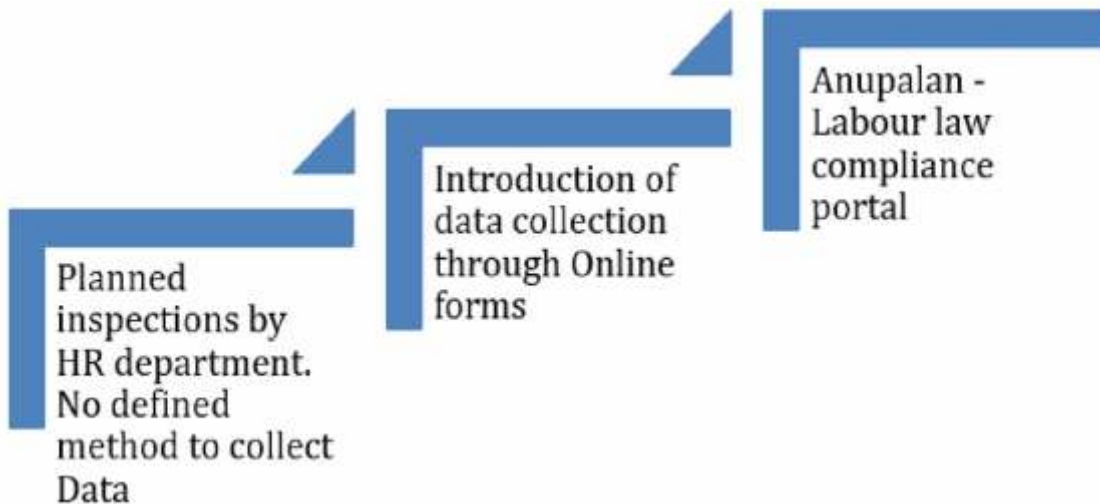 Planned
inspections by
HR department.
No defined
method to collect
Data
Introduction of
data collection
through Online
forms
Anupalan -
Labour law
compliance
portal